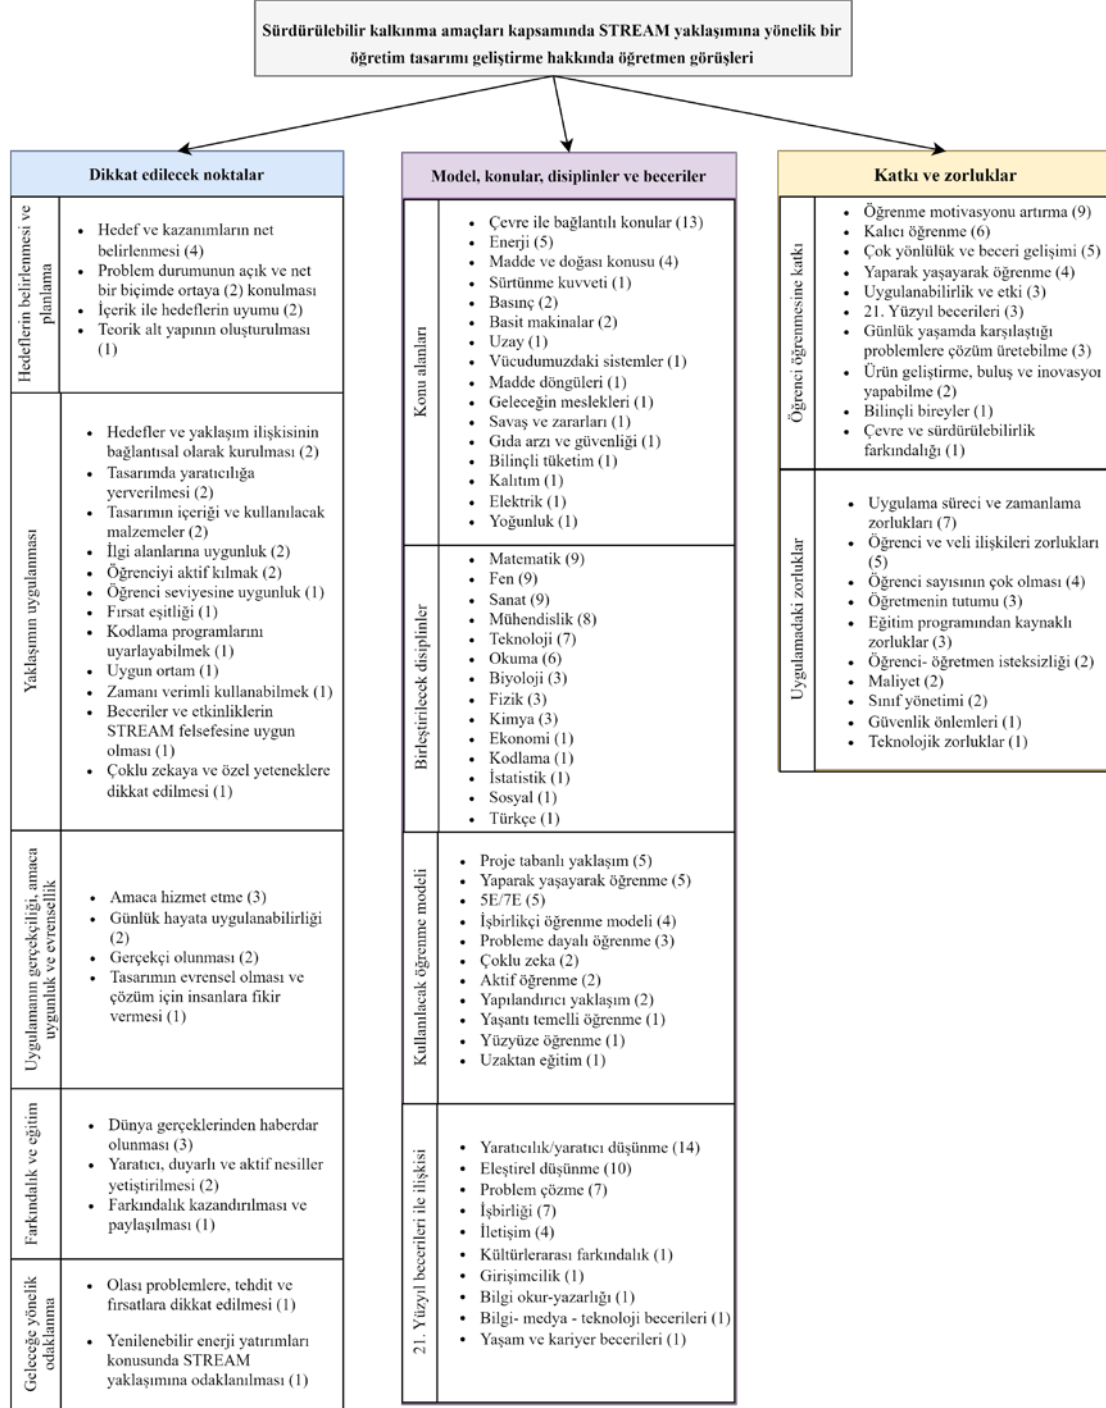 Sürdürülebilir kalkınma amaçları kapsamında STREAM yaklaşımına yönelik bir
öğretim tasarımı geliştirme hakkında öğretmen görüşleri
Dikkat edilecek noktalar
Hedeflerin belirlenmesi ve
planlama
Hedef ve kazanımların net
belirlenmesi (4)
Problem durumunun açık ve net
bir biçimde ortaya (2) konulması
İçerik ile hedeflerin uyumu (2)
Teorik alt yapının oluşturulması
(1)
Yaklaşımın uygulanması
Hedefler ve yaklaşım ilişkisinin
bağlantısal olarak kurulması (2)
Tasarımda yaratıcılığa
yerverilmesi (2)
Tasarımın içeriği ve kullanılacak
malzemeler (2)
İlgi alanlarına uygunluk (2)
Öğrenciyi aktif kılmak (2)
Öğrenci seviyesine uygunluk (1)
Fırsat eşitliği (1)
Kodlama programlarını
uyarlayabilmek (1)
Uygun ortam (1)
Zamanı verimli kullanabilmek (1)
Beceriler ve etkinliklerin
STREAM felsefesine uygun
olması (1)
Çoklu zekaya ve özel yeteneklere
dikkat edilmesi (1)
Uygulamanın gerçekçiliği, amaca
uygunluk ve evrensellik
Amaca hizmet etme (3)
Günlük hayata uygulanabilirliği
(2)
Gerçekçi olunması (2)
Tasarımın evrensel olması ve
çözüm için insanlara fikir
vermesi (1)
Farkındalık ve eğitim
Dünya gerçeklerinden haberdar
olunması (3)
Yaratıcı, duyarlı ve aktif nesiller
yetiştirilmesi (2)
Farkındalık kazandırılması ve
paylaşılması (1)
Geleceğe yönelik
odaklanma
Olası problemlere, tehdit ve
fırsatlara dikkat edilmesi (1)
Yenilenebilir enerji yatırımları
konusunda STREAM
yaklaşımına odaklanılması (1)
Model, konular, disiplinler ve beceriler
Konu alanları
Çevre ile bağlantılı konular (13)
Enerji (5)
Madde ve doğası konusu (4)
Sürtünme kuvveti (1)
Basınç (2)
Basit makinalar (2)
Uzay (1)
Vücudumuzdaki sistemler (1)
Madde döngüleri (1)
Geleceğin meslekleri (1)
Savaş ve zararları (1)
Gıda arzı ve güvenliği (1)
Bilinçli tüketim (1)
Kalıtım (1)
Elektrik (1)
Yoğunluk (1)
Birleştirilecek disiplinler
Matematik (9)
Fen (9)
Sanat (9)
Mühendislik (8)
Teknoloji (7)
Okuma (6)
Biyoloji (3)
Fizik (3)
Kimya (3)
Ekonomi (1)
Kodlama (1)
İstatistik (1)
Sosyal (1)
Türkçe (1)
Kullanılacak öğrenme modeli
Proje tabanlı yaklaşım (5)
Yaparak yaşayarak öğrenme (5)
5E/7E (5)
İşbirlikçi öğrenme modeli (4)
Probleme dayalı öğrenme (3)
Çoklu zeka (2)
Aktif öğrenme (2)
Yapılandırıcı yaklaşım (2)
Yaşantı temelli öğrenme (1)
Yüzyüze öğrenme (1)
Uzaktan eğitim (1)
21. Yüzyıl becerileri ile ilişkisi
Yaratıcılık/yaratıcı düşünme (14)
Eleştirel düşünme (10)
Problem çözme (7)
İşbirliği (7)
İletişim (4)
Kültürlerarası farkındalık (1)
Girişimcilik (1)
Bilgi okur-yazarlığı (1)
Bilgi- medya - teknoloji becerileri (1)
Yaşam ve kariyer becerileri (1)
Katkı ve zorluklar
Öğrenci öğrenmesine katkı
Öğrenme motivasyonu artırma (9)
Kalıcı öğrenme (6)
Çok yönlülük ve beceri gelişimi (5)
Yaparak yaşayarak öğrenme (4)
Uygulanabilirlik ve etki (3)
21. Yüzyıl becerileri (3)
Günlük yaşamda karşılaştığı
problemlere çözüm üretebilme (3)
Ürün geliştirme, buluş ve inovasyon
yapabilme (2)
Bilinçli bireyler (1)
Çevre ve sürdürülebilirlik
farkındalığı (1)
Uygulamadaki zorluklar
Uygulama süreci ve zamanlama
zorlukları (7)
Öğrenci ve veli ilişkileri zorlukları
(5)
Öğrenci sayısının çok olması (4)
Öğretmenin tutumu (3)
Eğitim programından kaynaklı
zorluklar (3)
Öğrenci- öğretmen isteksizliği (2)
Maliyet (2)
Sınıf yönetimi (2)
Güvenlik önlemleri (1)
Teknolojik zorluklar (1)